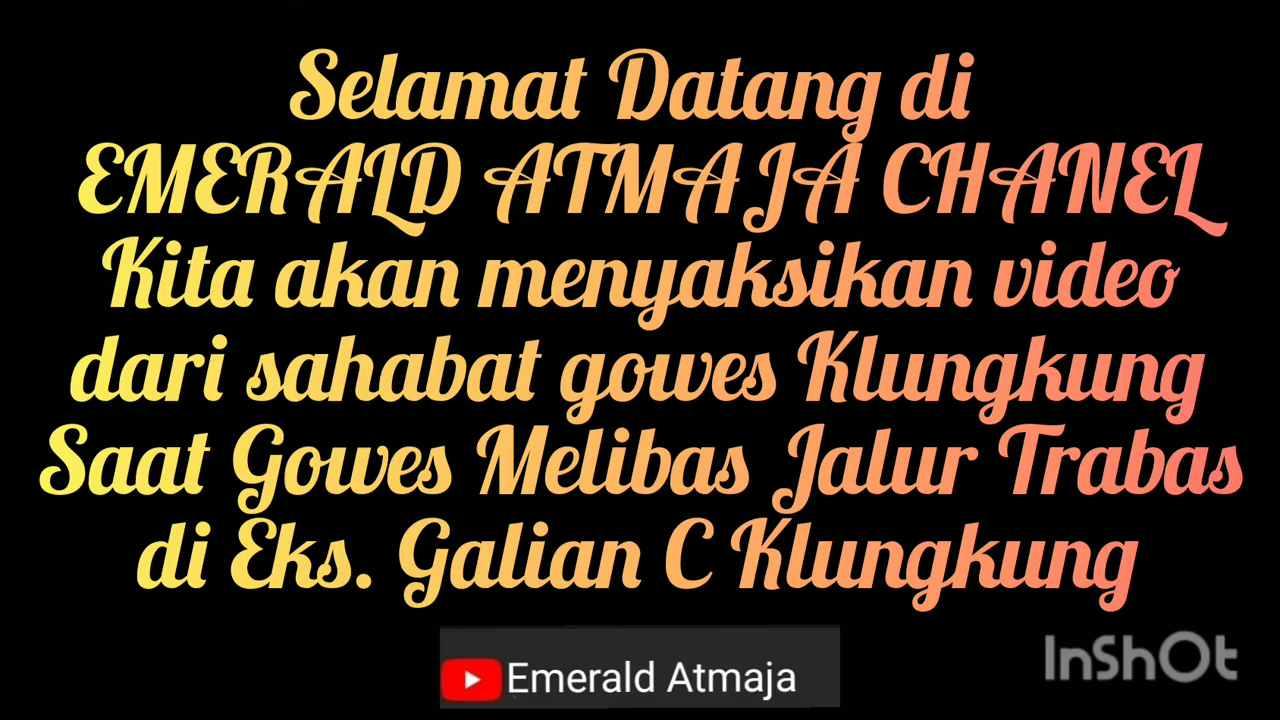 Selamat Datang di
EMERALD ATMAJA CHANEL
Kita akan menyaksikan video
dari sahabat gowes Klungkung
Saat Gowes Melibas Jalur Trabas
di Eks. Galian C Klungkung
Emerald Atmaja
InShOt